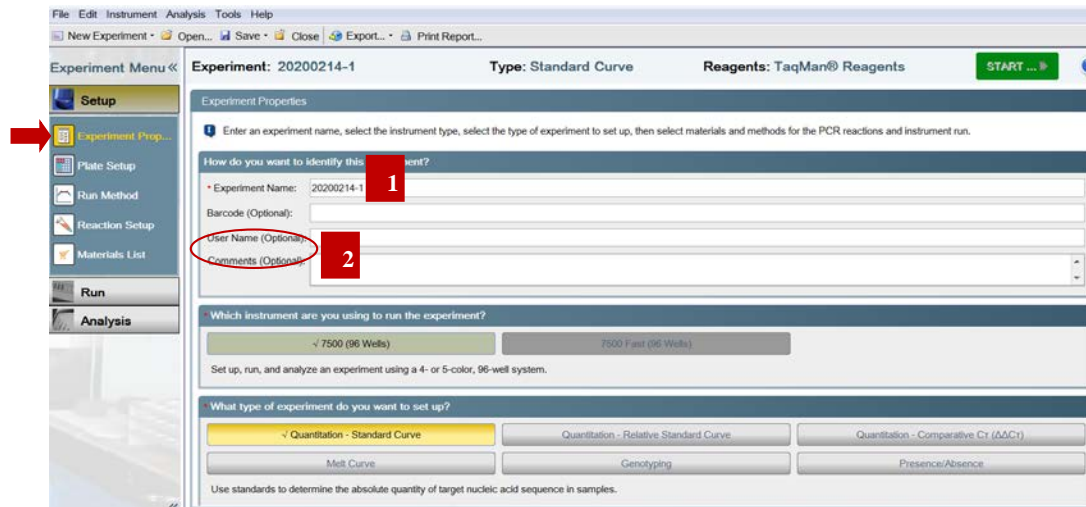 File Edit Instrument Analysis Tools Help
New Experiment Open... Save Close Export... Print Report...
Experiment Menu « Experiment: 20200214-1 Type: Standard Curve Reagents: TaqMan® Reagents START ...
Setup
Experiment Properties
Experiment Prop...
Enter an experiment name, select the instrument type, select the type of experiment to set up, then select materials and methods for the PCR reactions and instrument run.
Plate Setup
How do you want to identify this ment?
1
* Experiment Name: 20200214-1
Run Method
Barcode (Optional):
Reaction Setup
User Name (Optional):
2
Materials List
Comments (Optional):
Run
Analysis
* Which instrument are you using to run the experiment?
√ 7500 (96 Wells) 7500 Fast (96 Wells)
Set up, run, and analyze an experiment using a 4- or 5-color, 96-well system.
* What type of experiment do you want to set up?
√ Quantitation - Standard Curve Quantitation - Relative Standard Curve Quantitation - Comparative CT (ΔΔCT)
Melt Curve Genotyping Presence/Absence
Use standards to determine the absolute quantity of target nucleic acid sequence in samples.
«